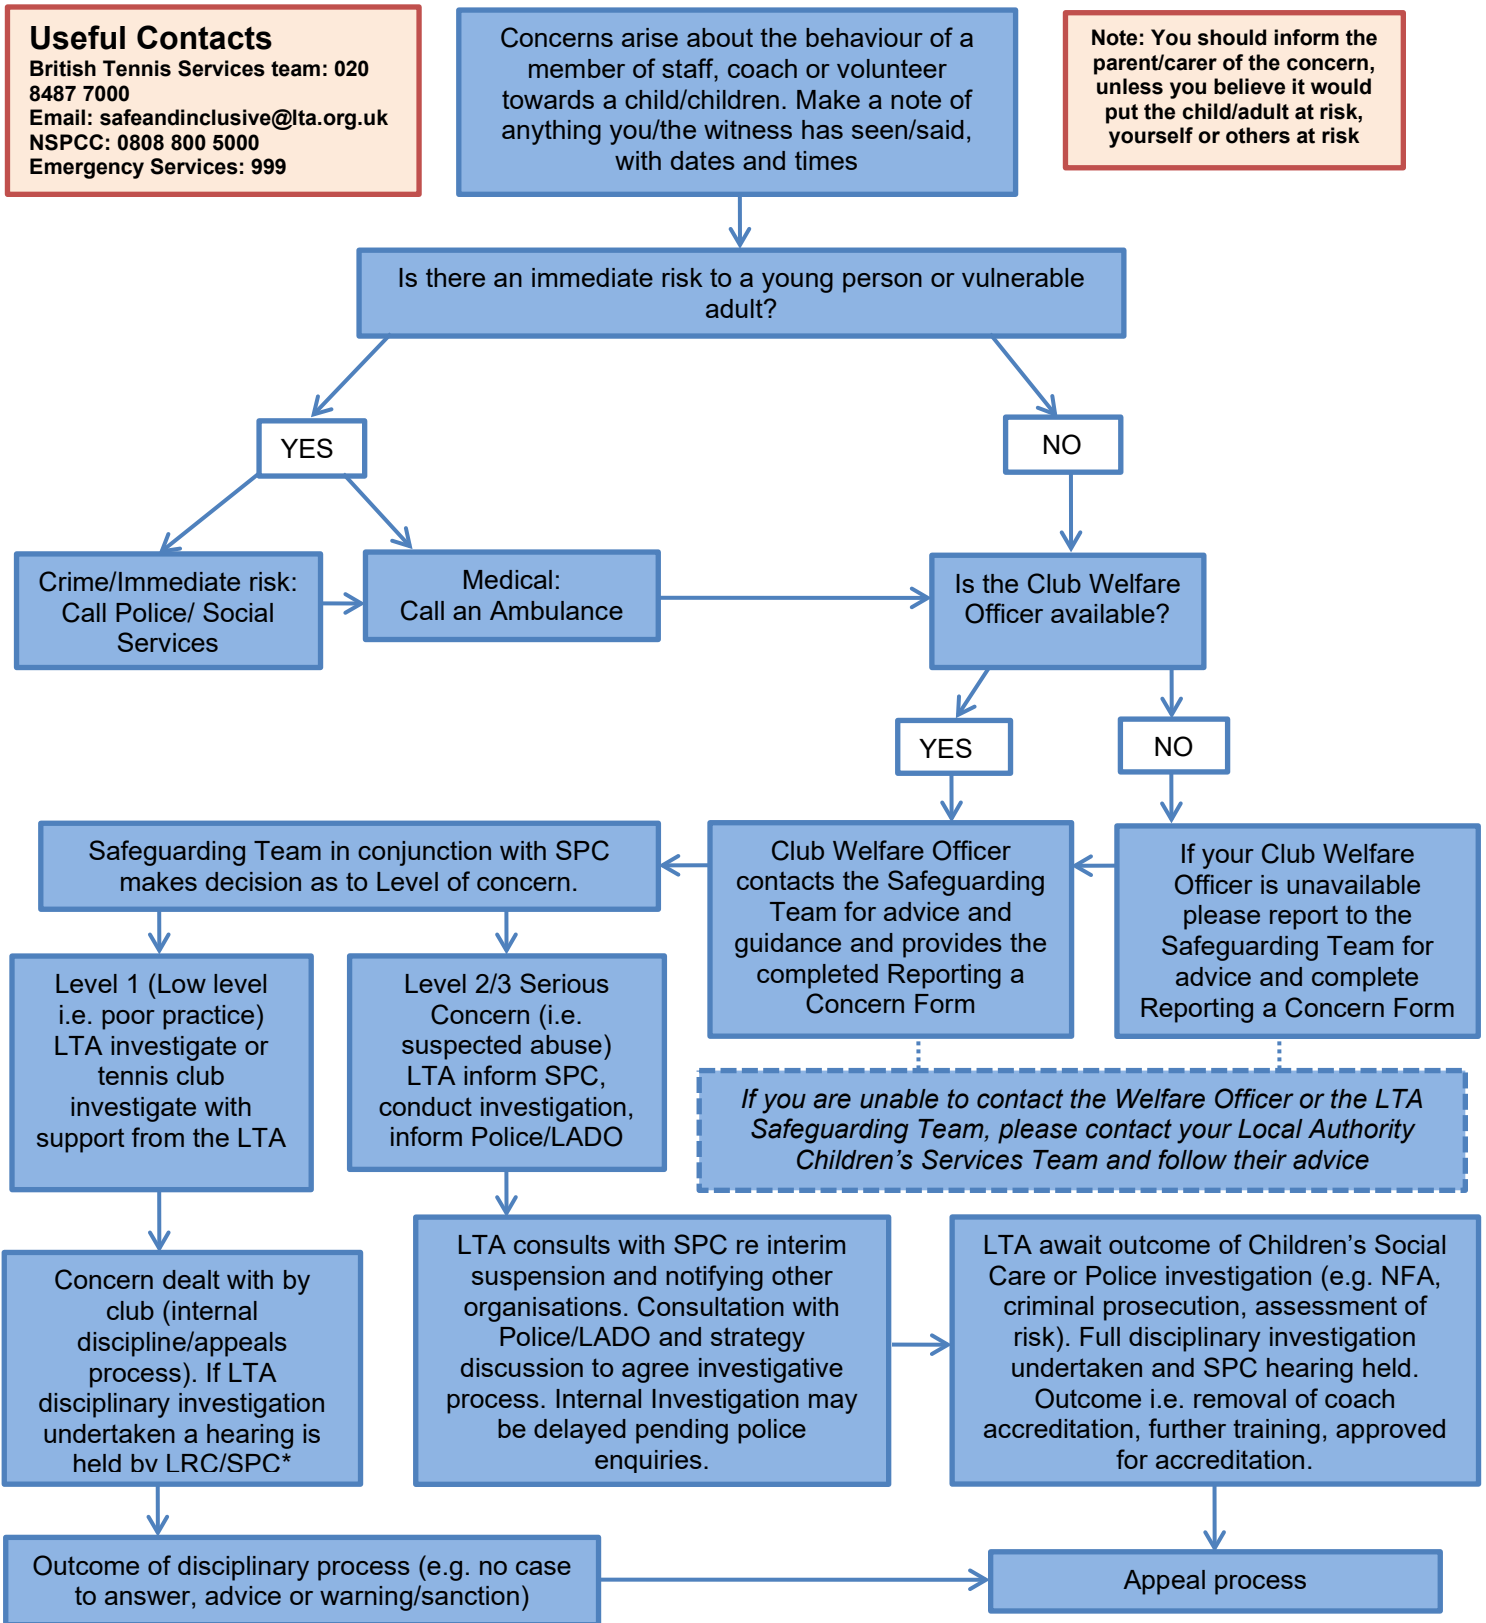 Useful Contacts
British Tennis Services team: 020
8487 7000
Email: safeandinclusive@lta.org.uk
NSPCC: 0808 800 5000
Emergency Services: 999
Concerns arise about the behaviour of a
member of staff, coach or volunteer
towards a child/children. Make a note of
anything you/the witness has seen/said,
with dates and times
Note: You should inform the
parent/carer of the concern,
unless you believe it would
put the child/adult at risk,
yourself or others at risk
Is there an immediate risk to a young person or vulnerable
adult?
YES
NO
Crime/Immediate risk:
Call Police/ Social
Services
Medical:
Call an Ambulance
Is the Club Welfare
Officer available?
YES
NO
Safeguarding Team in conjunction with SPC
makes decision as to Level of concern.
Club Welfare Officer
contacts the Safeguarding
Team for advice and
guidance and provides the
completed Reporting a
Concern Form
If your Club Welfare
Officer is unavailable
please report to the
Safeguarding Team for
advice and complete
Reporting a Concern Form
Level 1 (Low level
i.e. poor practice)
LTA investigate or
tennis club
investigate with
support from the LTA
Level 2/3 Serious
Concern (i.e.
suspected abuse)
LTA inform SPC,
conduct investigation,
inform Police/LADO
If you are unable to contact the Welfare Officer or the LTA
Safeguarding Team, please contact your Local Authority
Children’s Services Team and follow their advice
Concern dealt with by
club (internal
discipline/appeals
process). If LTA
disciplinary investigation
undertaken a hearing is
held by LRC/SPC*
LTA consults with SPC re interim
suspension and notifying other
organisations. Consultation with
Police/LADO and strategy
discussion to agree investigative
process. Internal Investigation may
be delayed pending police
enquiries.
LTA await outcome of Children’s Social
Care or Police investigation (e.g. NFA,
criminal prosecution, assessment of
risk). Full disciplinary investigation
undertaken and SPC hearing held.
Outcome i.e. removal of coach
accreditation, further training, approved
for accreditation.
Outcome of disciplinary process (e.g. no case
to answer, advice or warning/sanction)
Appeal process